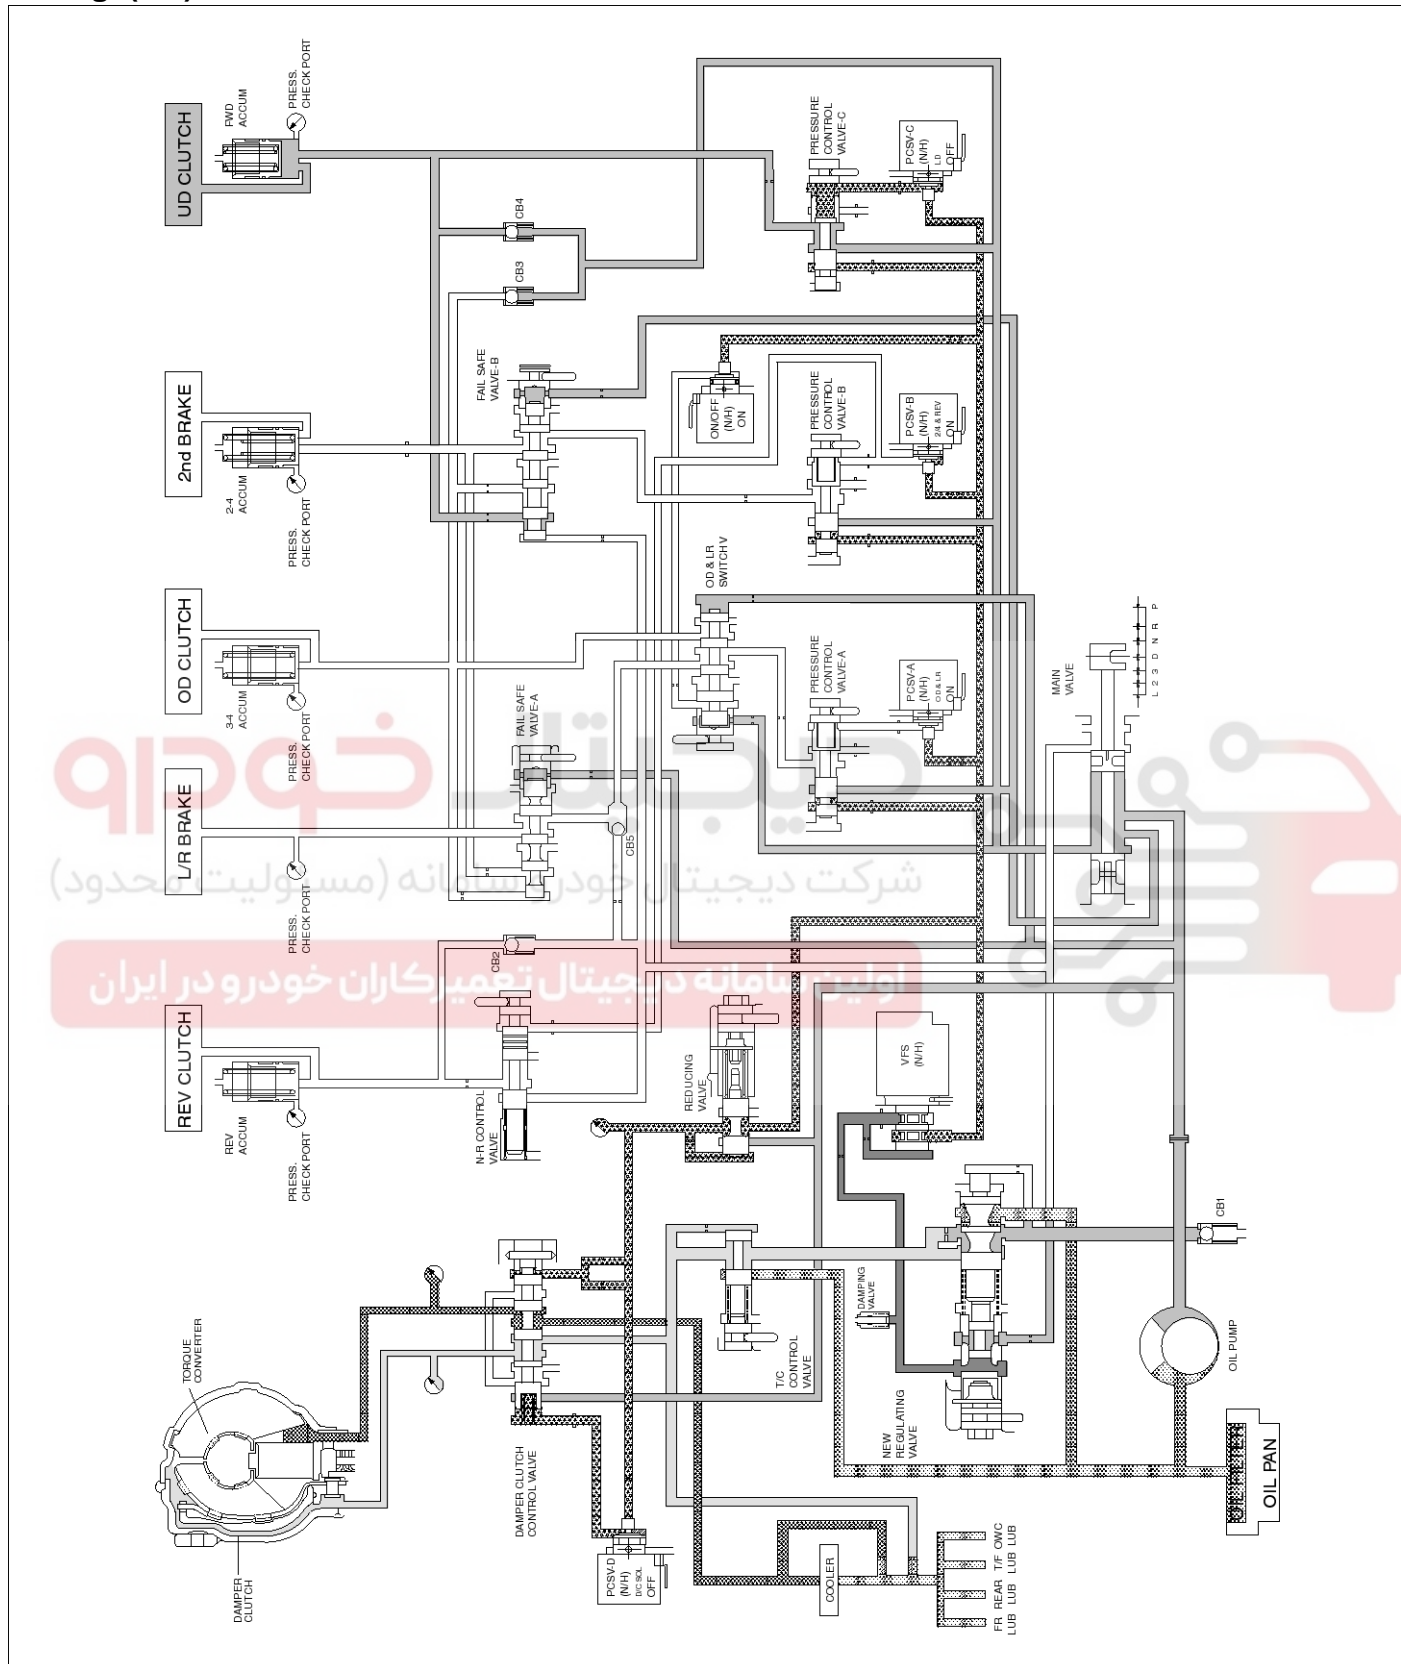 UD CLUTCH
FWD
ACCUM
PRESS.
CHECK PORT
2nd BRAKE
2-4
ACCUM
PRESS.
CHECK PORT
OD CLUTCH
3-4
ACCUM
PRESS.
CHECK PORT
L/R BRAKE
PRESS.
CHECK PORT
REV CLUTCH
REV
ACCUM
PRESS.
CHECK PORT
CB4
CB3
FAIL SAFE
VALVE-B
FAIL SAFE
VALVE-A
CB5
CB2
N-R CONTROL
VALVE
PRESSURE
CONTROL
VALVE-C
PCSV-C
(N/H)
LD
OFF
ON/OFF
(N/H)
ON
PRESSURE
CONTROL
VALVE-B
PCSV-B
(N/H)
2/4 & REV
ON
OD & LR
SWITCH V
PRESSURE
CONTROL
VALVE-A
PCSV-A
(N/H)
OD & LR
ON
MAIN
VALVE
L 2 3 D N R P
REDUCING
VALVE
VFS
(N/H)
CB1
DAMPING
VALVE
T/C
CONTROL
VALVE
NEW
REGULATING
VALVE
OIL PUMP
OIL FILTER
OIL PAN
TORQUE
CONVERTER
DAMPER
CLUTCH
DAMPER CLUTCH
CONTROL VALVE
PCSV-D
(N/H)
D/C SOL
OFF
COOLER
FR REAR T/F OWC
LUB LUB LUB LUB
دیجیتال خودرو
شرکت دیجیتال خودرو سامانه (مسئولیت محدود)
اولین سامانه دیجیتال تعمیرکاران خودرو در ایران